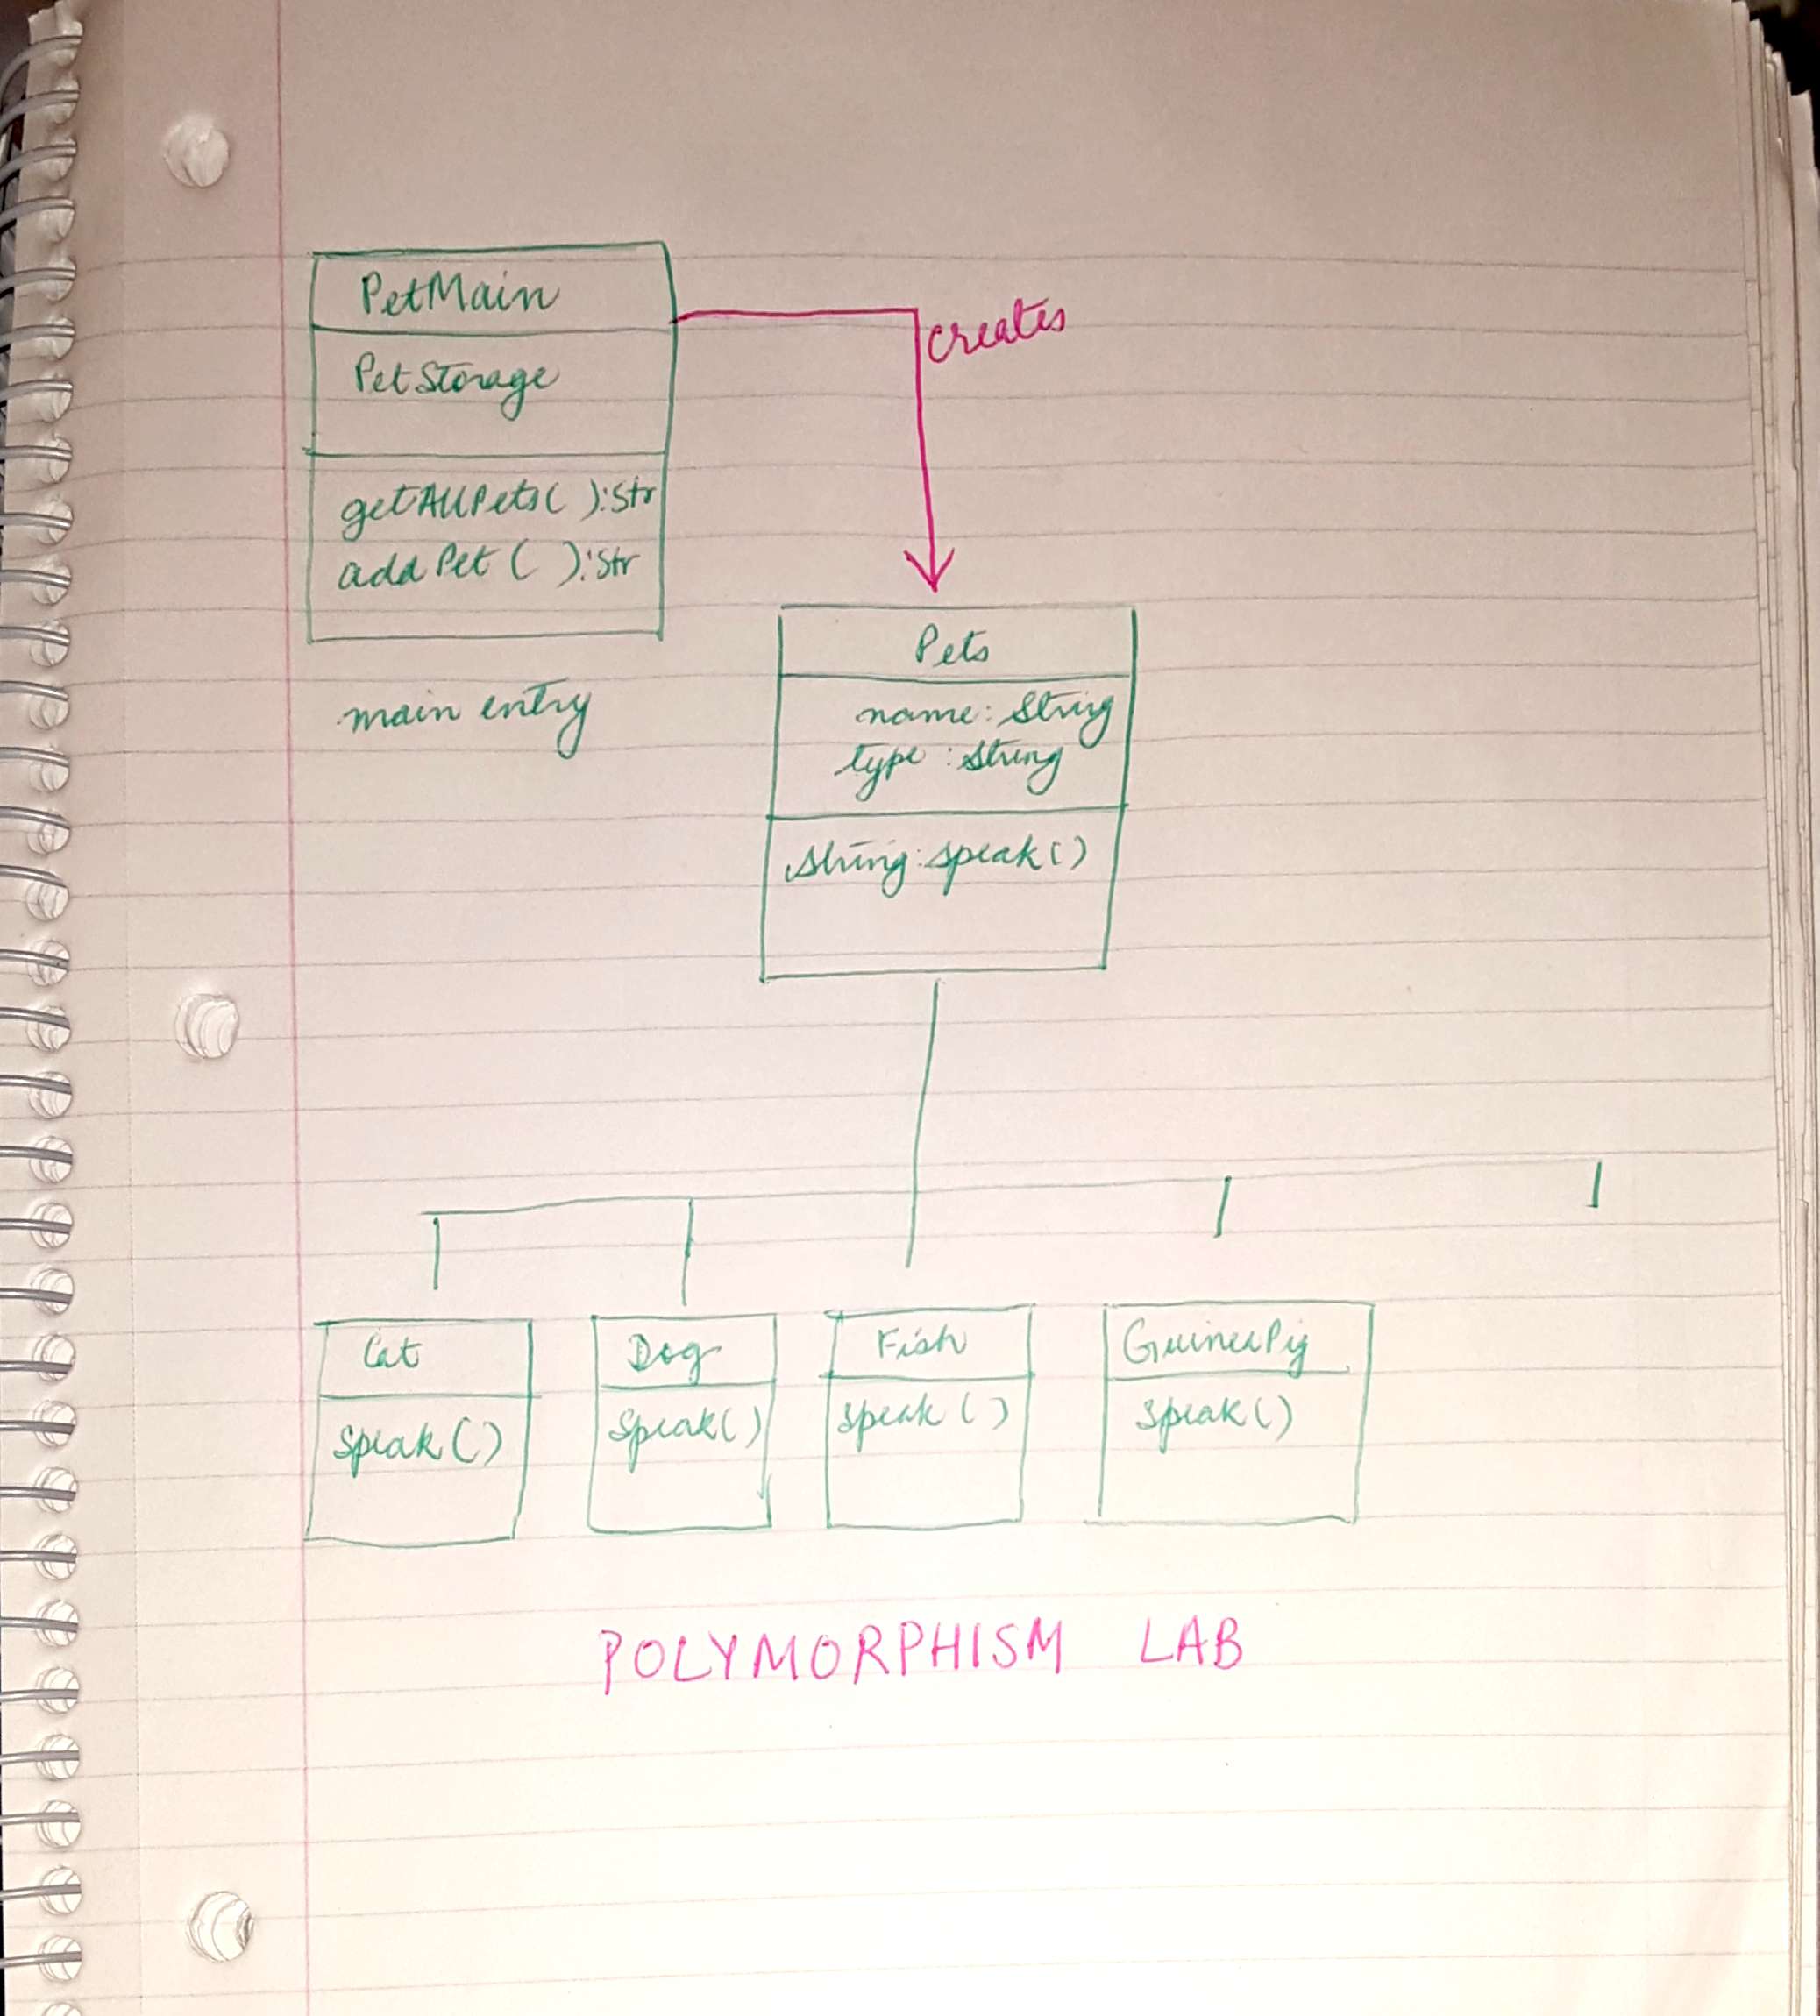 PetMain
creates
PetStorage
getAllPets( ):Str
addPet ( ):Str
Pets
main entry
name: String
type: String
String: speak()
Cat
Dog
Fish
GuineaPig
Speak()
Speak()
speak ()
speak()
POLYMORPHISM LAB